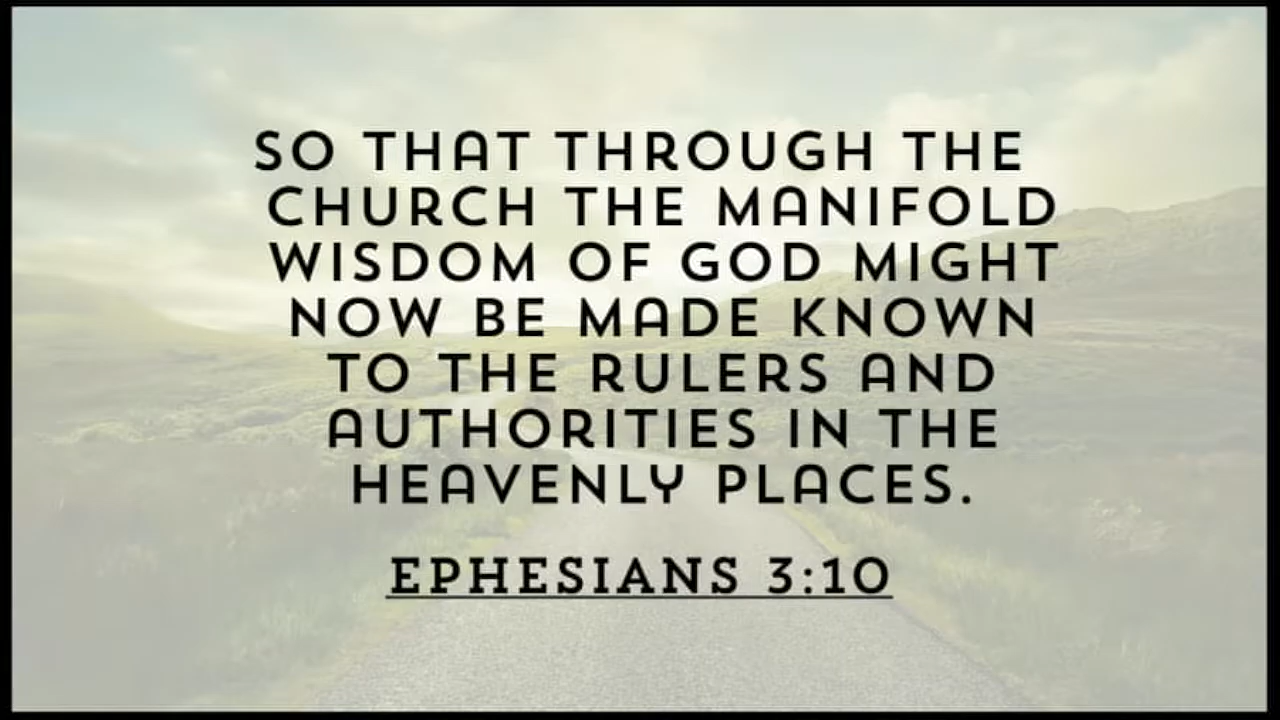 SO THAT THROUGH THE
CHURCH THE MANIFOLD
WISDOM OF GOD MIGHT
NOW BE MADE KNOWN
TO THE RULERS AND
AUTHORITIES IN THE
HEAVENLY PLACES.
EPHESIANS 3:10